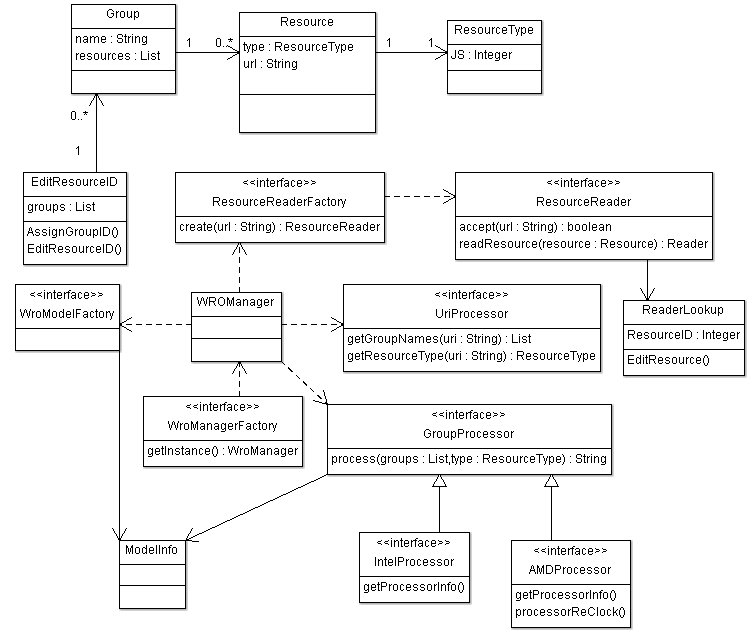 Group
name : String
resources : List
1
0..*
Resource
type : ResourceType
url : String
1
1
ResourceType
JS : Integer
0..*
1
EditResourceID
groups : List
AssignGroupID()
EditResourceID()
<<interface>>
ResourceReaderFactory
create(url : String) : ResourceReader
<<interface>>
ResourceReader
accept(url : String) : boolean
readResource(resource : Resource) : Reader
<<interface>>
WroModelFactory
WROManager
<<interface>>
UriProcessor
getGroupNames(uri : String) : List
getResourceType(uri : String) : ResourceType
ReaderLookup
ResourceID : Integer
EditResource()
<<interface>>
WroManagerFactory
getInstance() : WroManager
<<interface>>
GroupProcessor
process(groups : List,type : ResourceType) : String
ModelInfo
<<interface>>
IntelProcessor
getProcessorInfo()
<<interface>>
AMDProcessor
getProcessorInfo()
processorReClock()